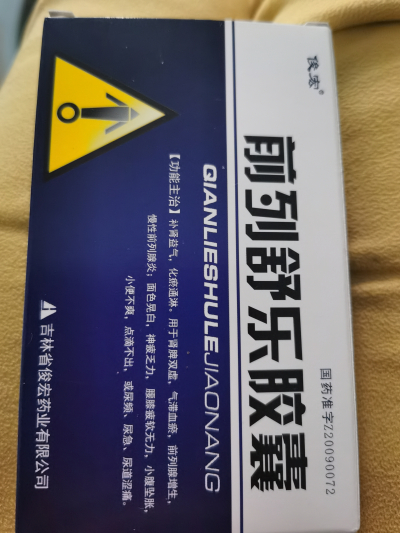 俊宏®
前列舒乐胶囊
国药准字Z20090072
QIANLIESHULEJIAONANG
【功能主治】补肾益气，化瘀通淋。用于肾脾双虚，气滞血瘀，前列腺增生，
慢性前列腺炎；面色晃白，神疲乏力，腰膝疲软无力，小腹坠胀，
小便不爽，点滴不出，或尿频、尿急、尿道涩痛。
吉林省俊宏药业有限公司